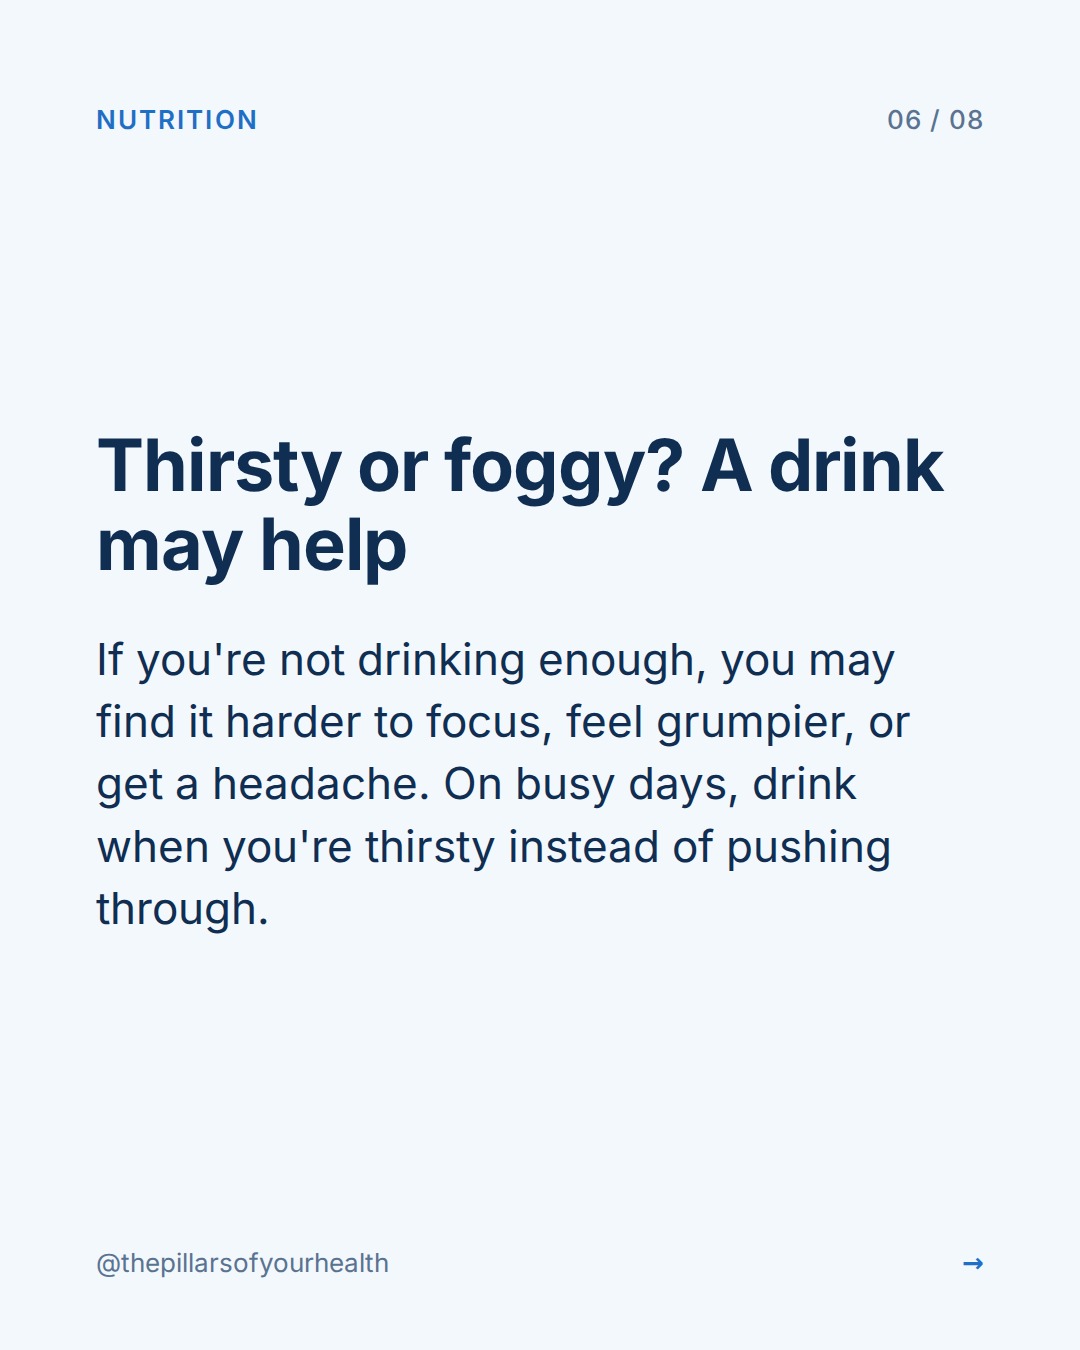 NUTRITION
06 / 08
Thirsty or foggy? A drink
may help
If you're not drinking enough, you may
find it harder to focus, feel grumpier, or
get a headache. On busy days, drink
when you're thirsty instead of pushing
through.
@thepillarsofyourhealth
→